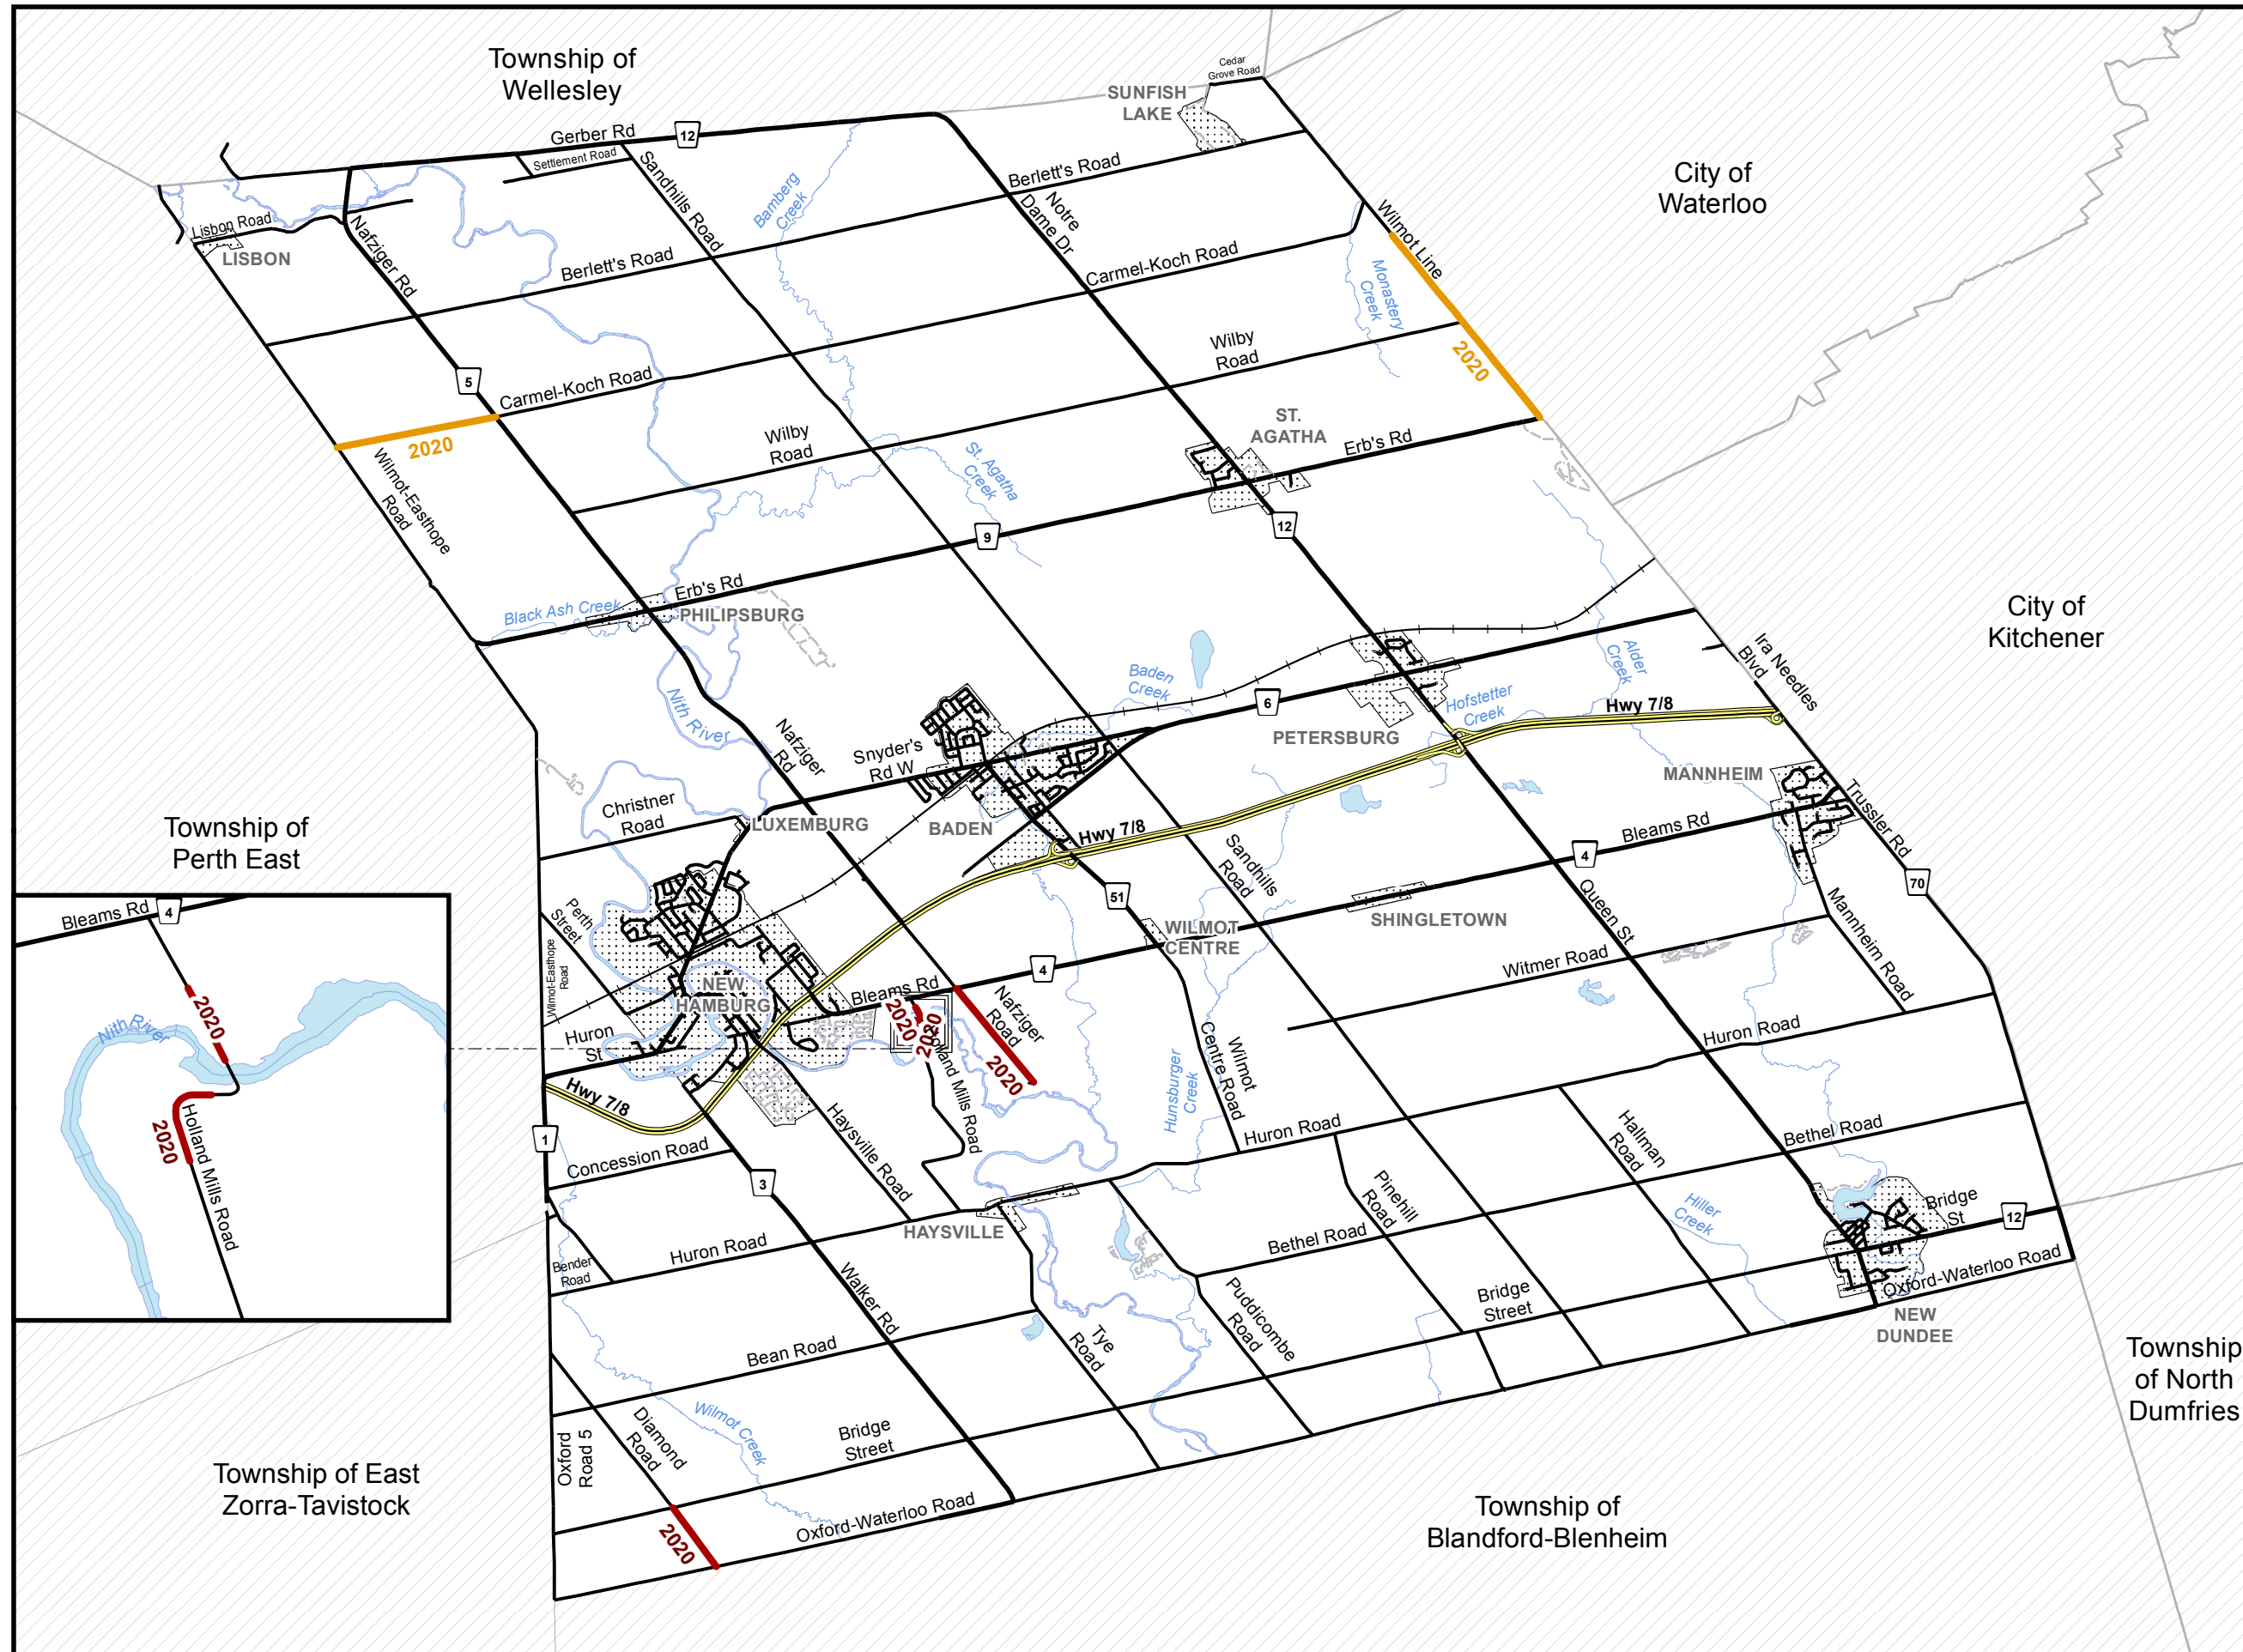 Township of
Wellesley
Cedar
Grove Road
SUNFISH
LAKE
Gerber Rd
12
Settlement Road
Sandhills Road
Bamberg
Creek
Berlett's Road
Notre
Dame Dr
City of
Waterloo
Wilmot Line
Lisbon Road
LISBON
Nafziger Rd
Berlett's Road
Carmel-Koch Road
Monastery
Creek
2020
5
Carmel-Koch Road
2020
Wilby
Road
Wilby
Road
ST.
AGATHA
Erb's Rd
St. Agatha
Creek
Wilmot-Easthope
Road
9
12
Erb's Rd
Black Ash Creek
PHILIPSBURG
City of
Kitchener
Ira Needles
Blvd
Alder
Creek
Baden
Creek
Hofstetter
Creek
Hwy 7/8
6
PETERSBURG
Nith River
Nafziger
Rd
Snyder's
Rd W
MANNHEIM
Trussler Rd
Christner
Road
LUXEMBURG
BADEN
Hwy 7/8
Bleams Rd
4
Sandhills
Road
Township of
Perth East
51
70
Queen St
SHINGLETOWN
WILMOT
CENTRE
Mannheim Road
Perth
Street
Wilmot-Easthope
Road
NEW
HAMBURG
Bleams Rd
4
Witmer Road
Nafziger
Road
2020
2020
2020
Holland Mills Road
Huron
St
Huron Road
Wilmot
Centre Road
Hunsburger
Creek
Bleams Rd
4
2020
Nith River
2020
Holland Mills Road
Hwy 7/8
1
Concession Road
3
Haysville Road
Huron Road
Hallman
Road
Bethel Road
Pinehill
Road
Hiller
Creek
Bridge
St
12
HAYSVILLE
Bethel Road
Huron Road
Bender
Road
Walker Rd
Puddicombe
Road
Bridge
Street
Oxford-Waterloo Road
NEW
DUNDEE
Tye
Road
Bean Road
Township
of North
Dumfries
Wilmot Creek
Diamond
Road
Oxford
Road 5
Bridge
Street
Township of East
Zorra-Tavistock
Oxford-Waterloo Road
2020
Township of
Blandford-Blenheim